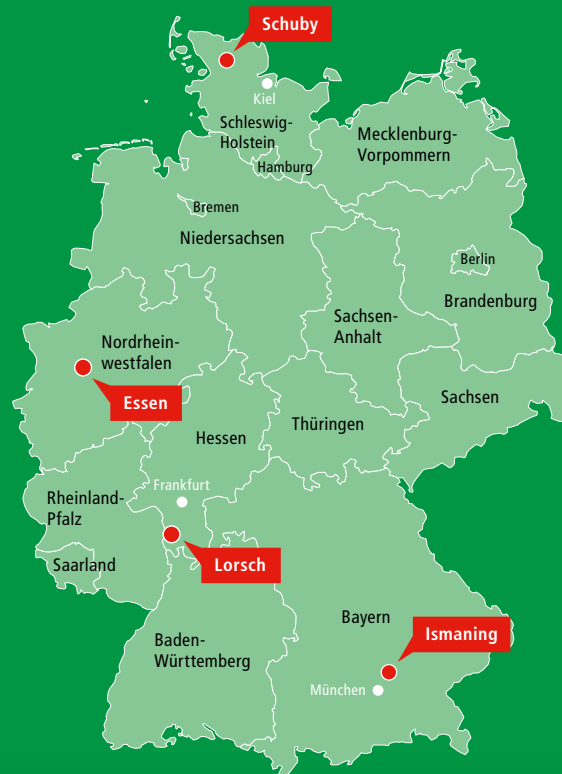 Schuby
Kiel
Schleswig-
Holstein
Mecklenburg-
Vorpommern
Hamburg
Bremen
Niedersachsen
Berlin
Brandenburg
Sachsen-
Anhalt
Nordrhein-
westfalen
Essen
Sachsen
Thüringen
Hessen
Frankfurt
Rheinland-
Pfalz
Saarland
Lorsch
Bayern
Ismaning
Baden-
Württemberg
München